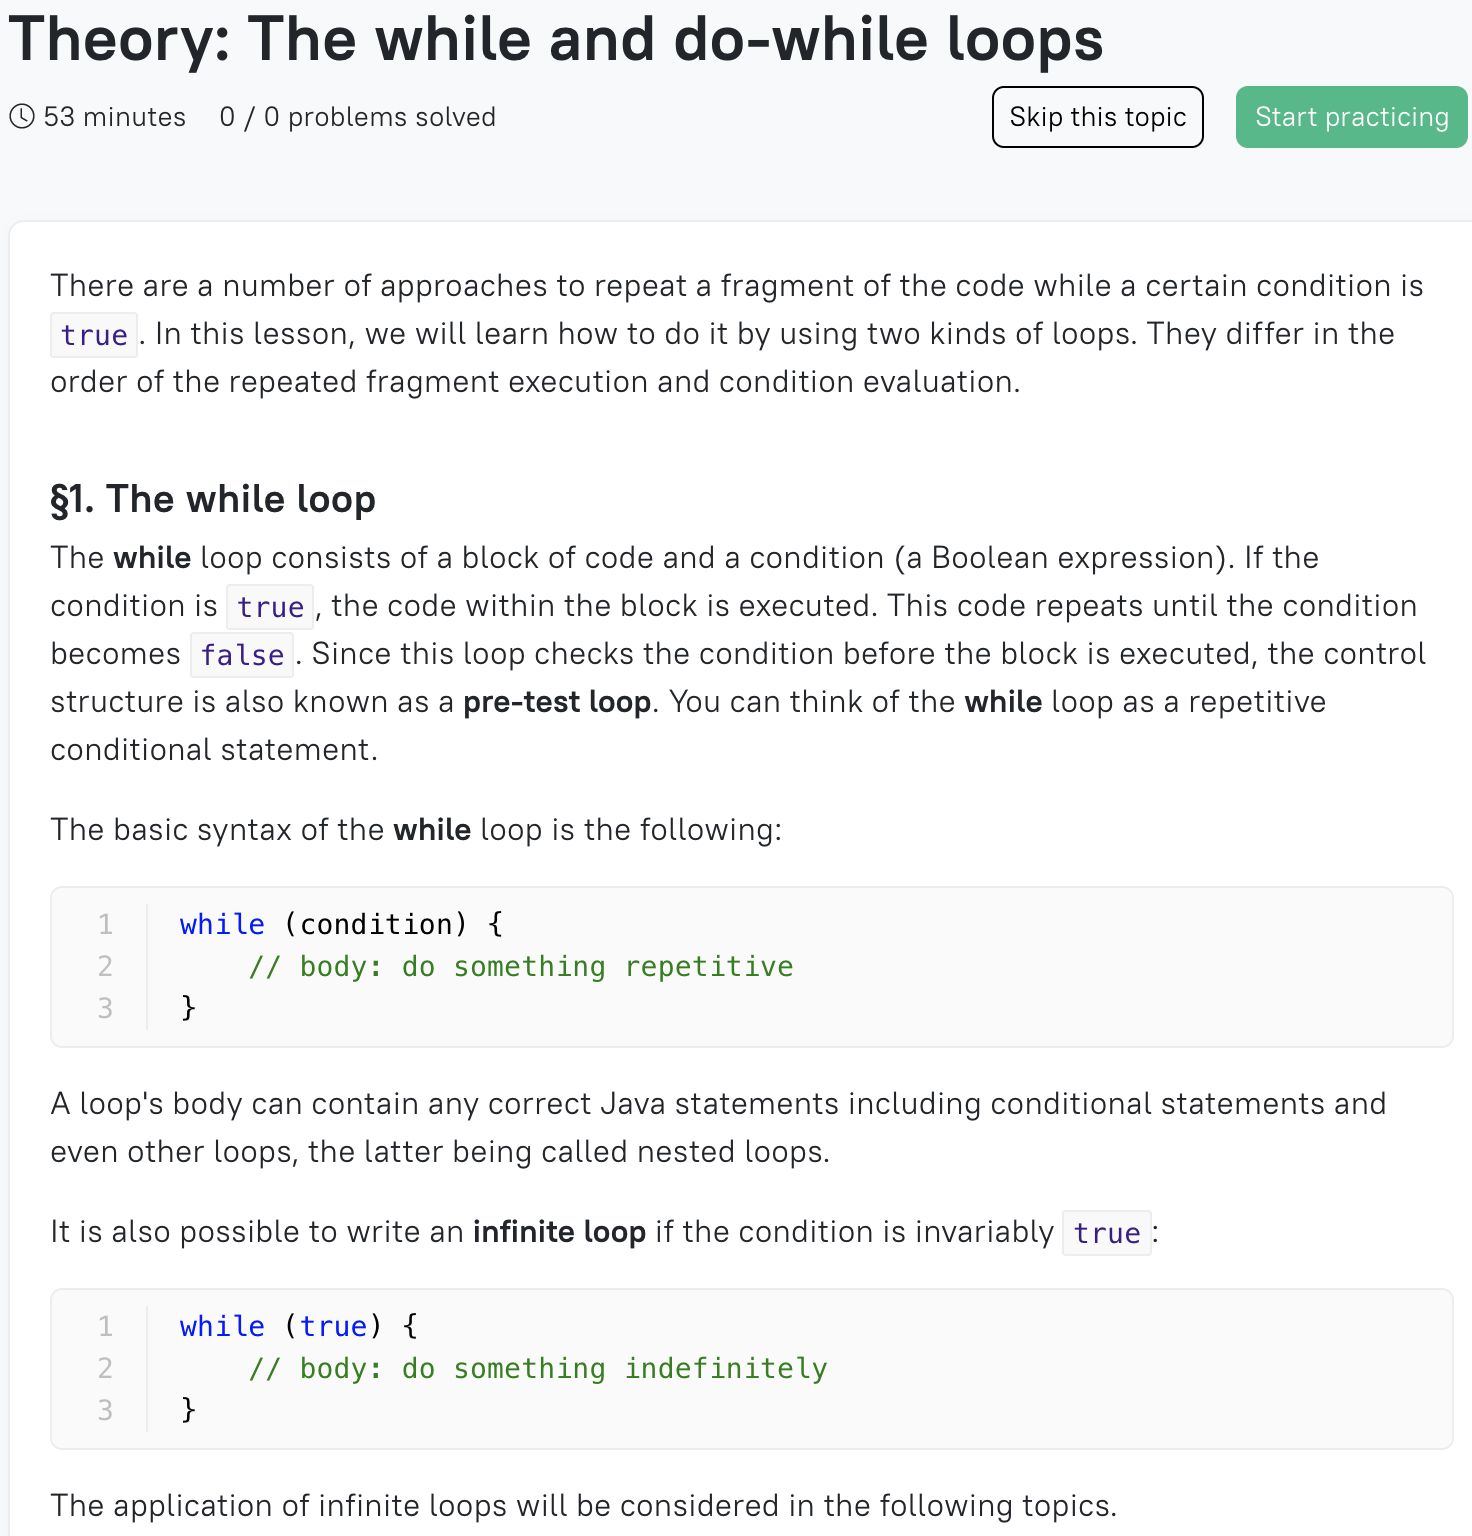 Theory: The while and do-while loops
53 minutes 0 / 0 problems solved
Skip this topic
Start practicing
There are a number of approaches to repeat a fragment of the code while a certain condition is
true. In this lesson, we will learn how to do it by using two kinds of loops. They differ in the
order of the repeated fragment execution and condition evaluation.
§1. The while loop
The while loop consists of a block of code and a condition (a Boolean expression). If the
condition is true, the code within the block is executed. This code repeats until the condition
becomes false. Since this loop checks the condition before the block is executed, the control
structure is also known as a pre-test loop. You can think of the while loop as a repetitive
conditional statement.
The basic syntax of the while loop is the following:
1 while (condition) {
2     // body: do something repetitive
3 }
A loop's body can contain any correct Java statements including conditional statements and
even other loops, the latter being called nested loops.
It is also possible to write an infinite loop if the condition is invariably true:
1 while (true) {
2     // body: do something indefinitely
3 }
The application of infinite loops will be considered in the following topics.